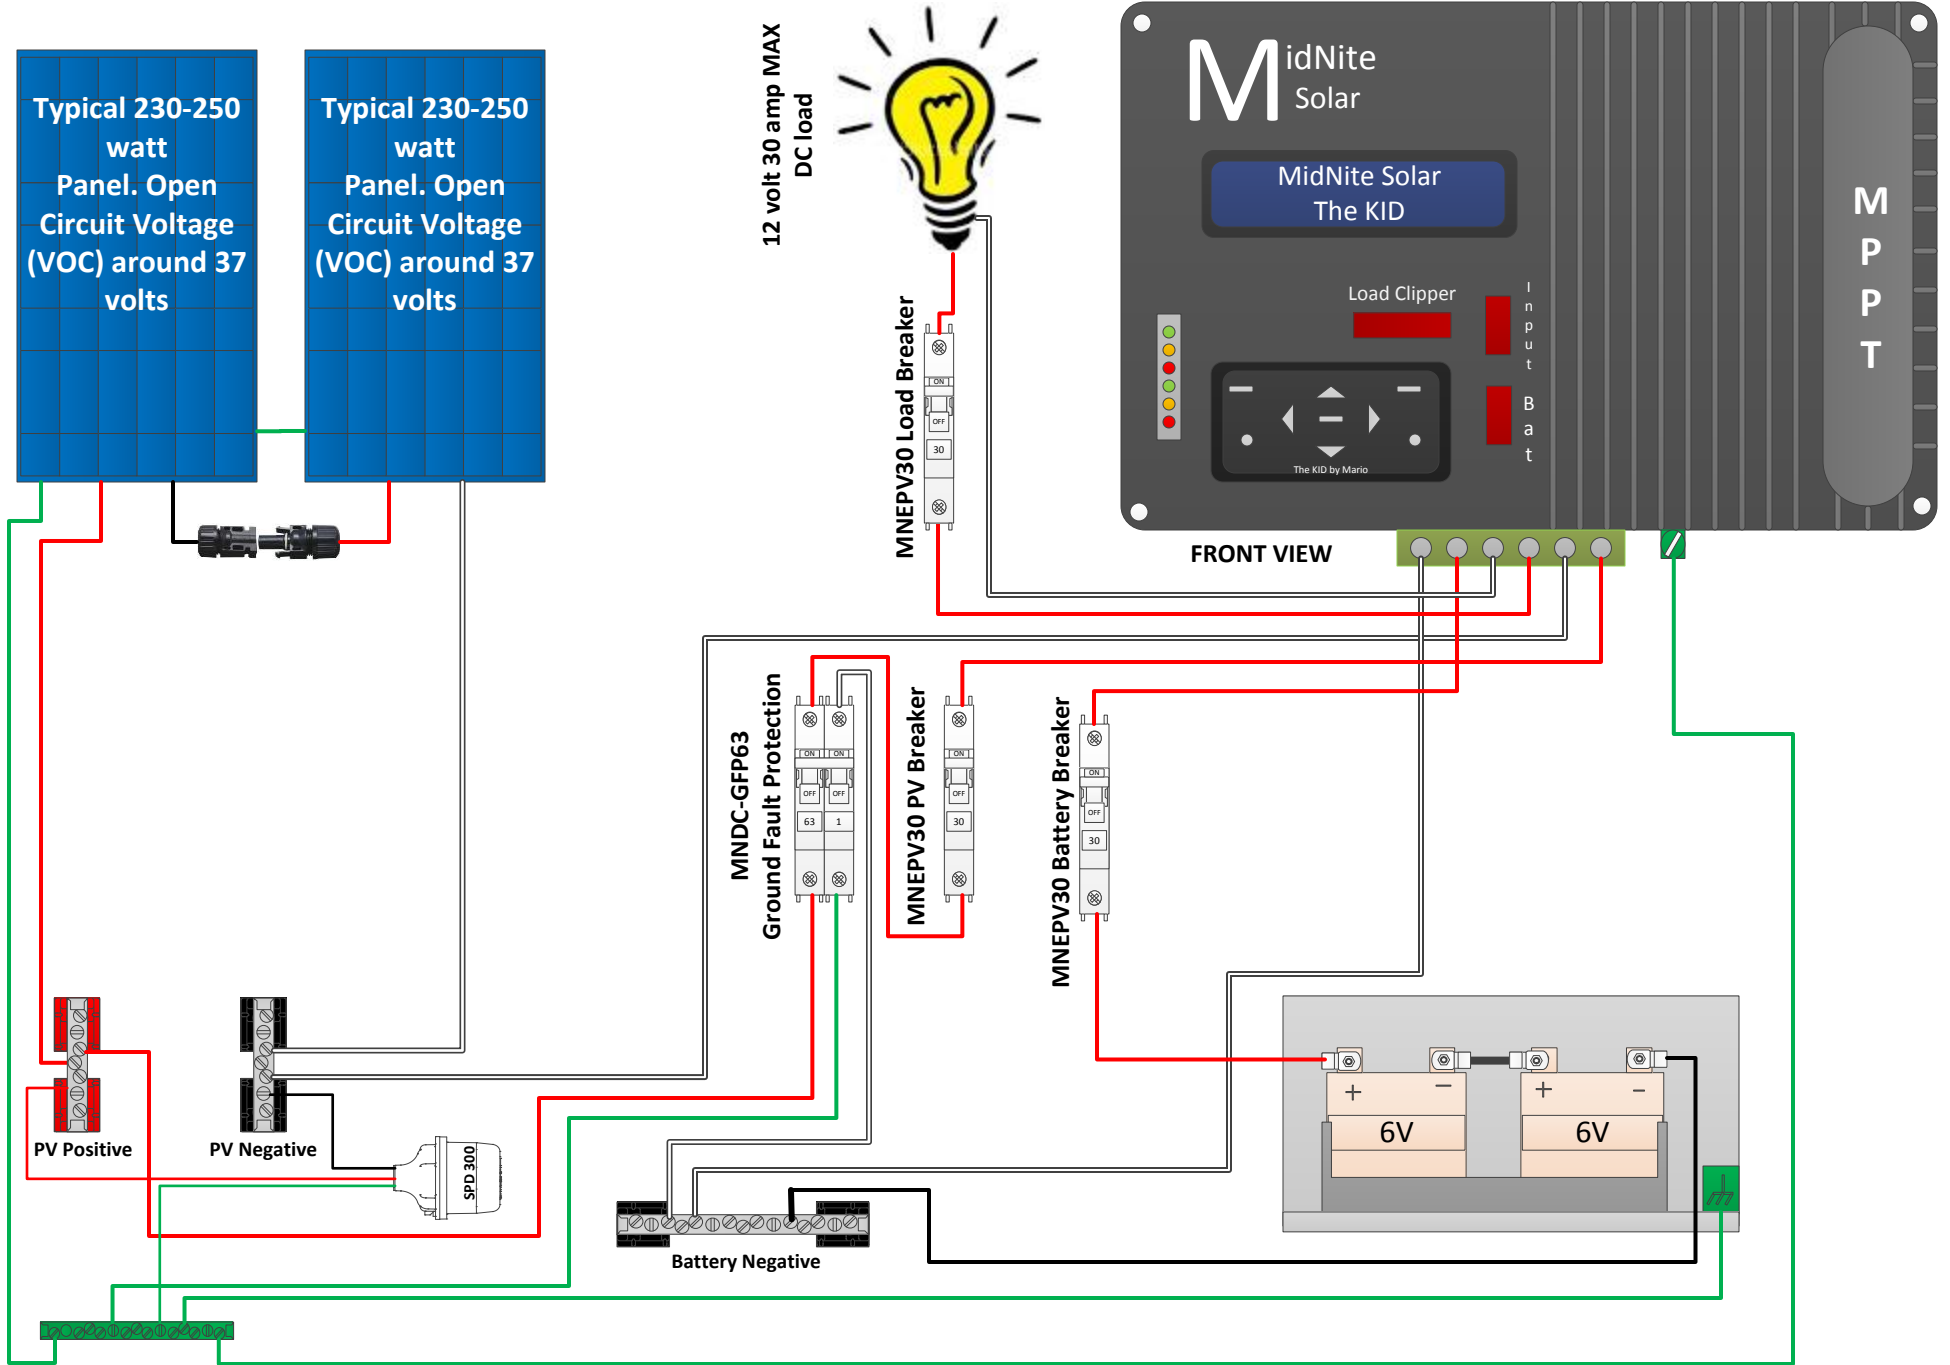 Typical 230-250
watt
Panel. Open
Circuit Voltage
(VOC) around 37
volts
Typical 230-250
watt
Panel. Open
Circuit Voltage
(VOC) around 37
volts
12 volt 30 amp MAX
DC load
MidNite
Solar
MidNite Solar
The KID
Load Clipper
Input
Bat
The KID by Mario
MPPT
FRONT VIEW
MNEPV30 Load Breaker
ON
OFF
30
MNDC-GFP63
Ground Fault Protection
ON
ON
OFF
OFF
63
1
MNEPV30 PV Breaker
ON
OFF
30
MNEPV30 Battery Breaker
ON
OFF
30
+
−
+
−
6V
6V
PV Positive
PV Negative
SPD 300
Battery Negative